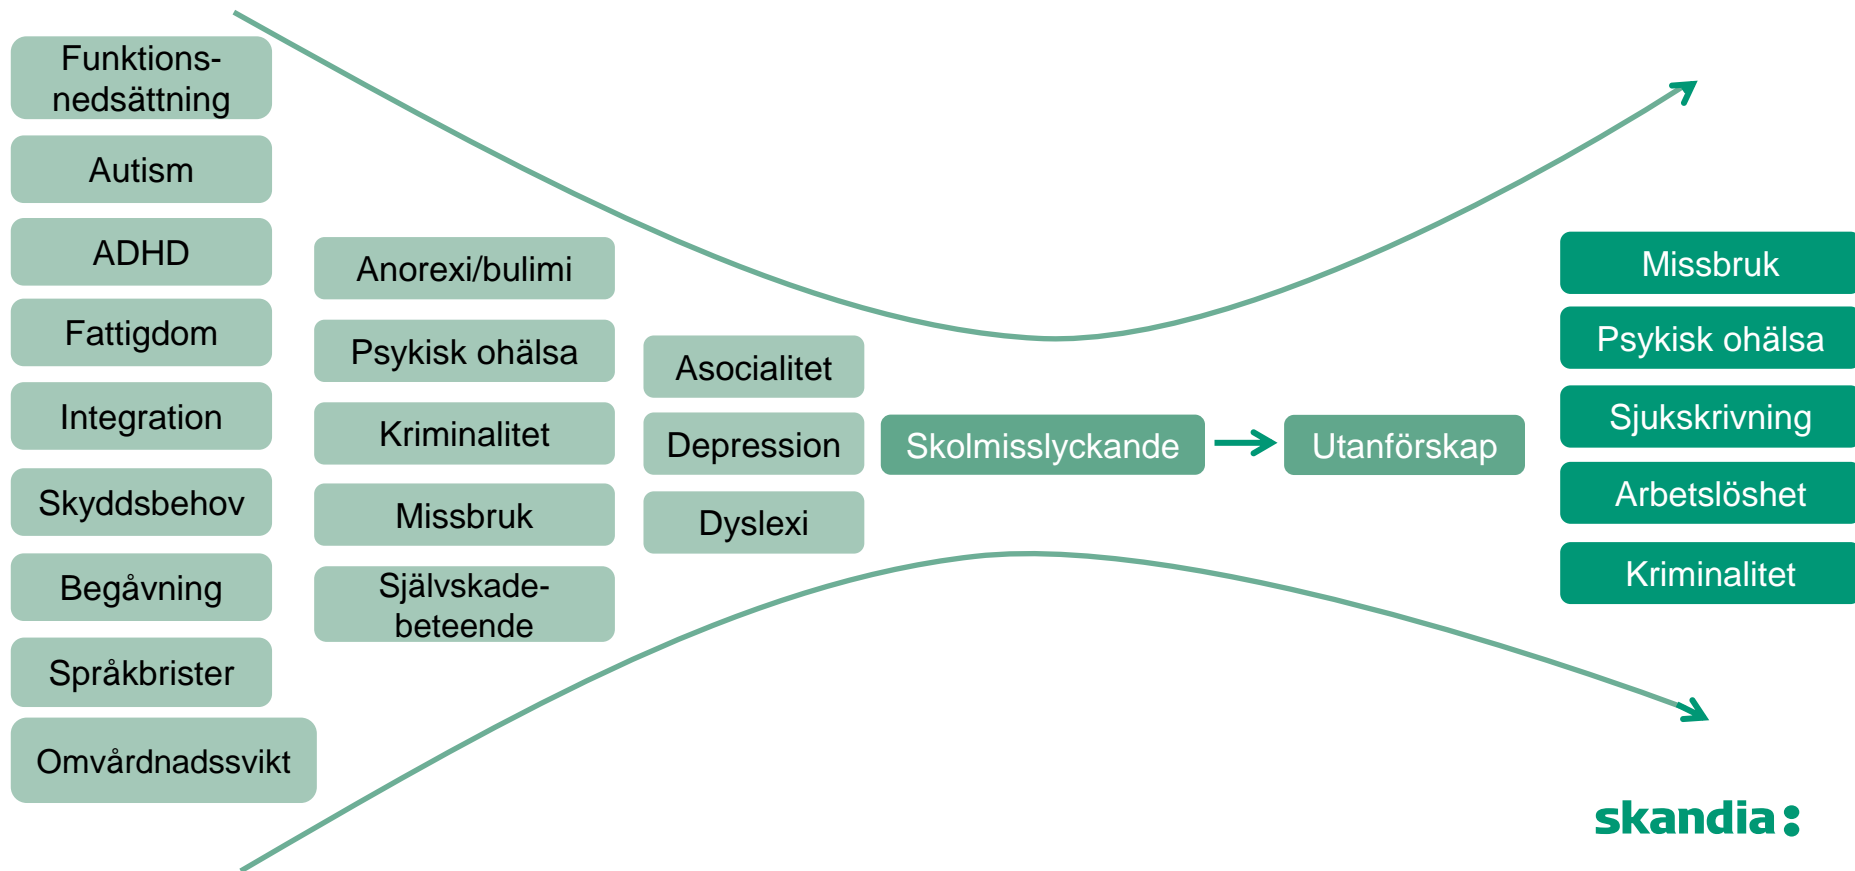 Funktions-
nedsättning
Autism
ADHD
Fattigdom
Integration
Skyddsbehov
Begåvning
Språkbrister
Omvårdnadssvikt
Anorexi/bulimi
Psykisk ohälsa
Kriminalitet
Missbruk
Självskade-
beteende
Asocialitet
Depression
Dyslexi
Skolmisslyckande
Utanförskap
Missbruk
Psykisk ohälsa
Sjukskrivning
Arbetslöshet
Kriminalitet
skandia: